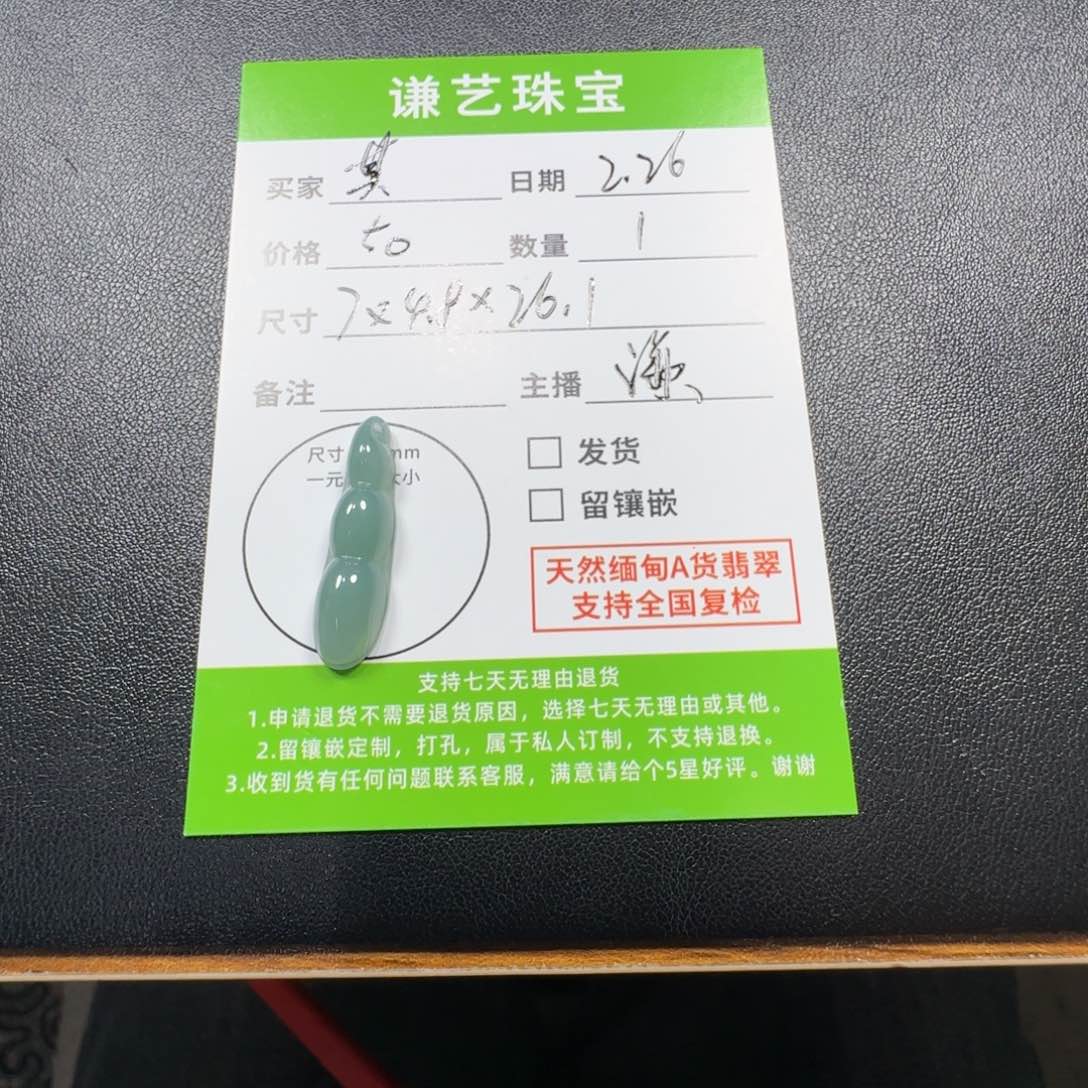 谦艺珠宝
买家 日期 2.26
价格 数量 1
尺寸 7×4.4×26.1
备注 主播 谦
尺寸 mm
一元 大小
发货
留镶嵌
天然缅甸A货翡翠
支持全国复检
支持七天无理由退货
1.申请退货不需要退货原因，选择七天无理由或其他。
2.留镶嵌定制，打孔，属于私人订制，不支持退换。
3.收到货有任何问题联系客服，满意请给个5星好评。谢谢